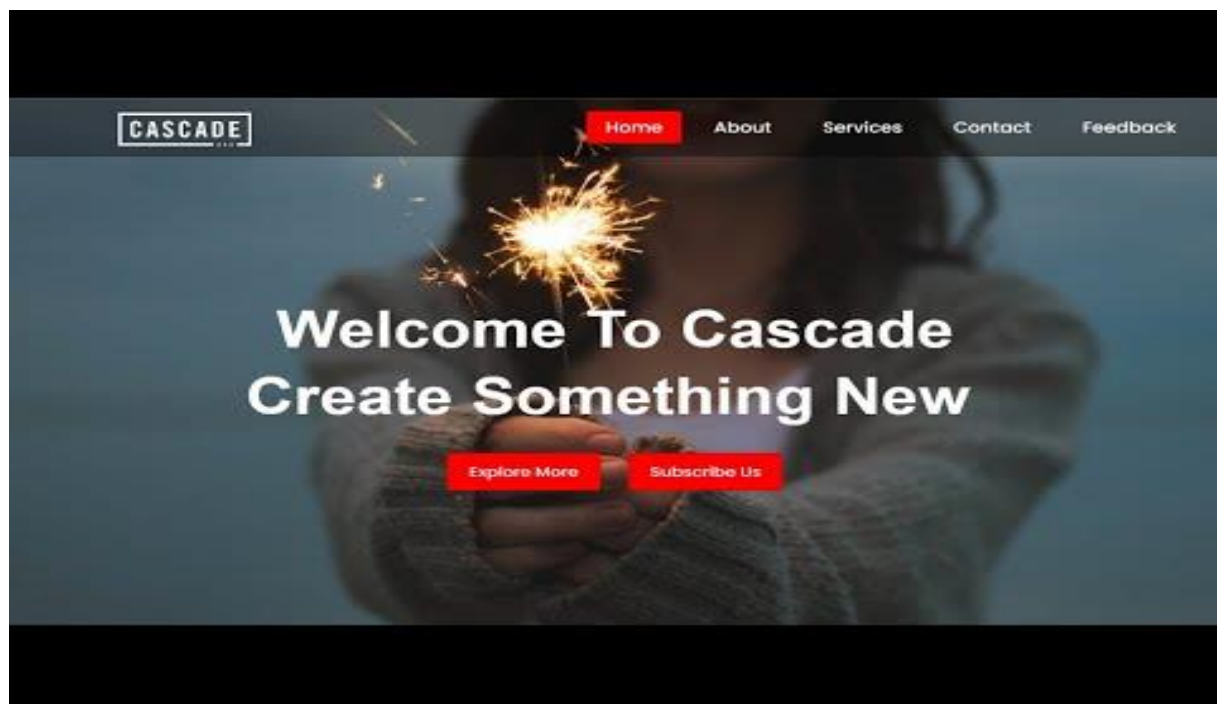 CASCADE
Home About Services Contact Feedback
Welcome To Cascade
Create Something New
Explore More Subscribe Us